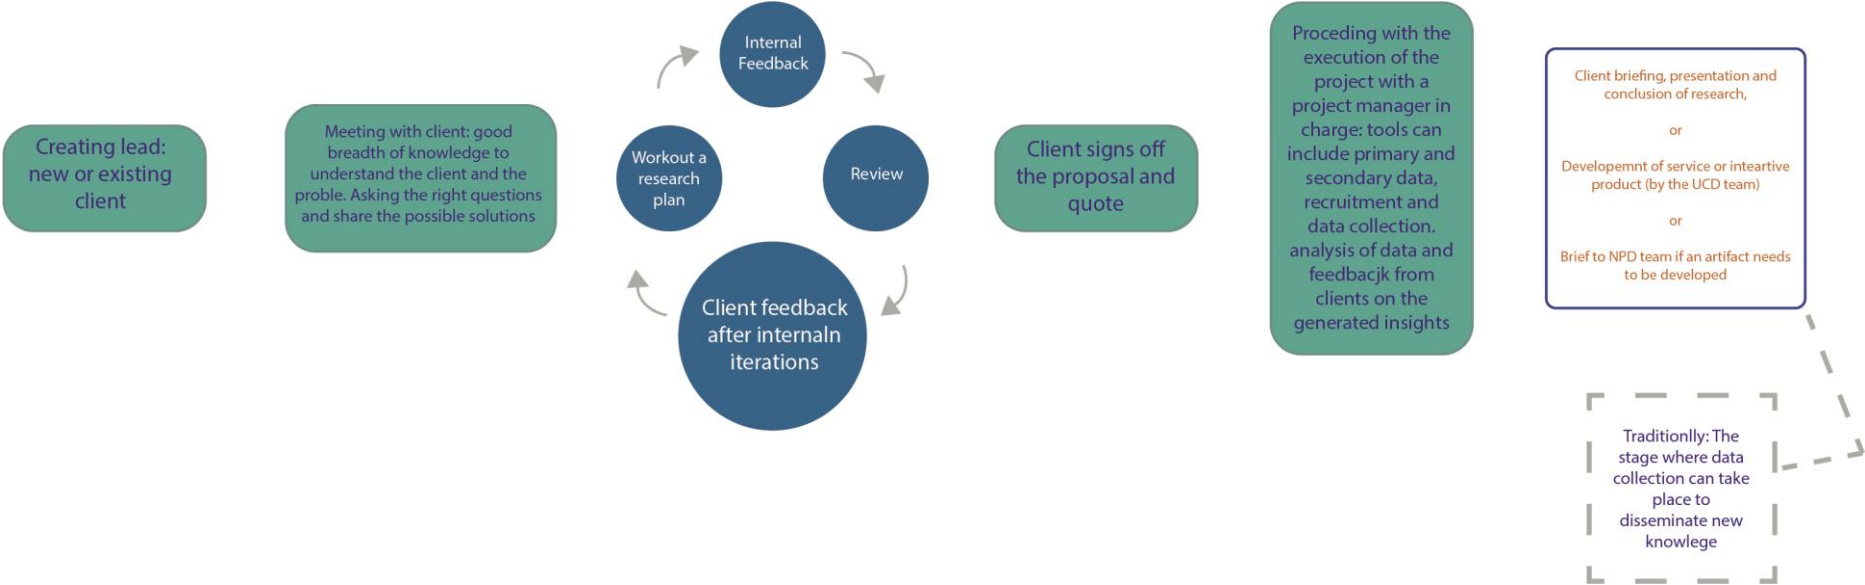 Creating lead:
new or existing
client
Meeting with client: good
breadth of knowledge to
understand the client and the
proble. Asking the right questions
and share the possible solutions
Internal
Feedback
Workout a
research
plan
Review
Client feedback
after internaln
iterations
Client signs off
the proposal and
quote
Proceding with the
execution of the
project with a
project manager in
charge: tools can
include primary and
secondary data,
recruitment and
data collection.
analysis of data and
feedbacjk from
clients on the
generated insights
Client briefing, presentation and
conclusion of research,
or
Developemnt of service or inteartive
product (by the UCD team)
or
Brief to NPD team if an artifact needs
to be developed
Traditionlly: The
stage where data
collection can take
place to
disseminate new
knowlege